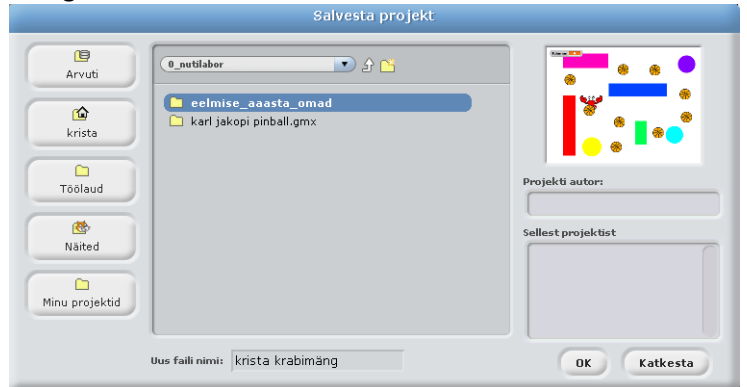 Salvesta projekt
Arvuti
krista
Töölaud
Näited
Minu projektid
0_nutilabor
eelmise_aaasta_omad
karl jakopi pinball.gmx
Projekti autor:
Sellest projektist
Uus faili nimi: krista krabimäng
OK
Katkesta